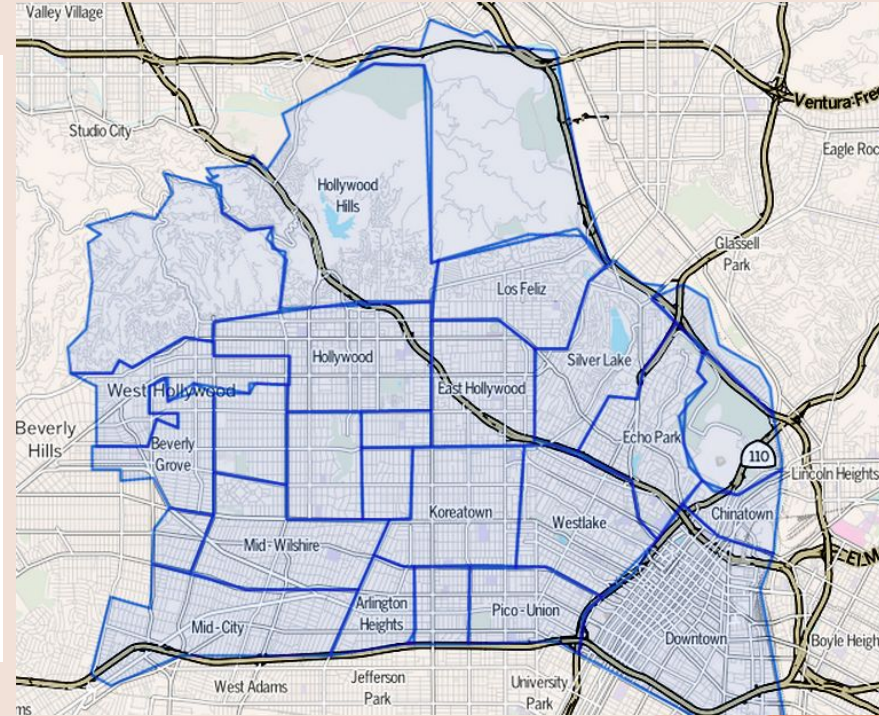 Valley Village
Ventura-Fre
Studio City
Eagle Roc
Hollywood
Hills
Glassell
Park
Los Feliz
Hollywood
Silver Lake
West Hollywood
East Hollywood
Beverly
Hills
Beverly
Grove
Echo Park
110
Lincoln Heights
Koreatown
Westlake
Chinatown
Mid-Wilshire
EL M
Arlington
Heights
Pico-Union
Mid-City
Downtown
Boyle Heigh
West Adams
Jefferson
Park
University
Park
ms